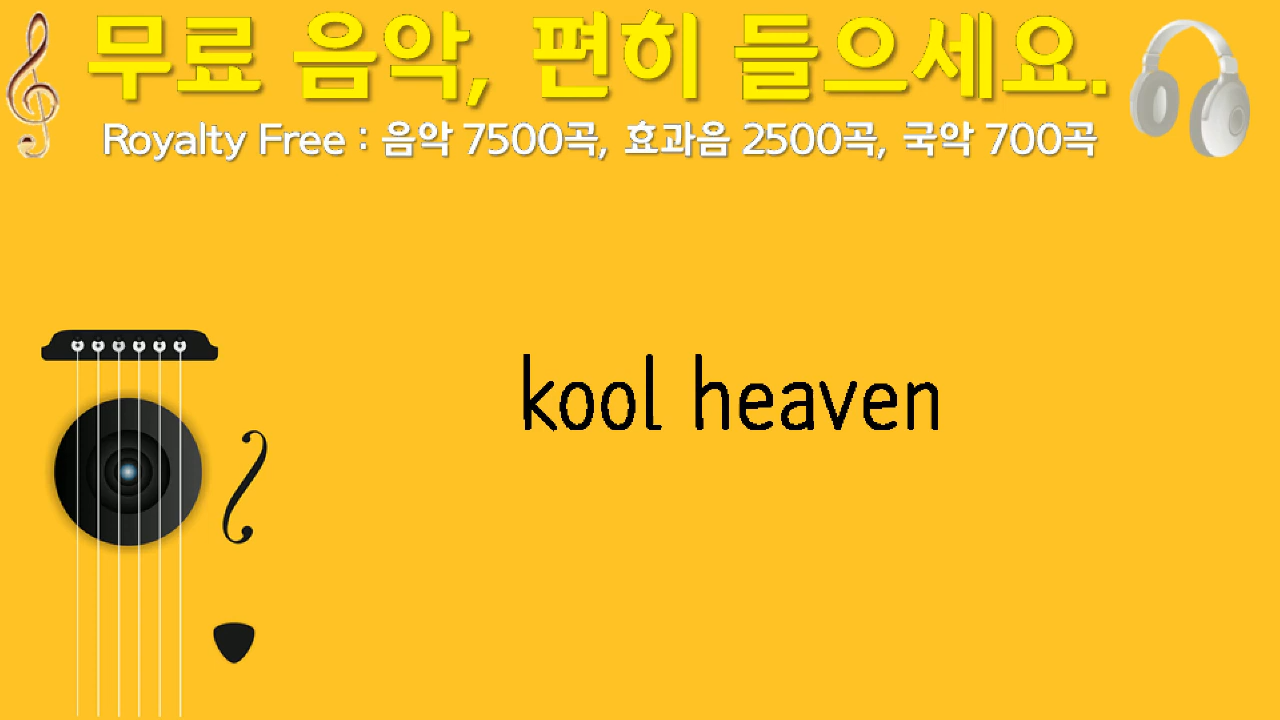 무료 음악, 편히 들으세요.
Royalty Free : 음악 7500곡, 효과음 2500곡, 국악 700곡
kool heaven